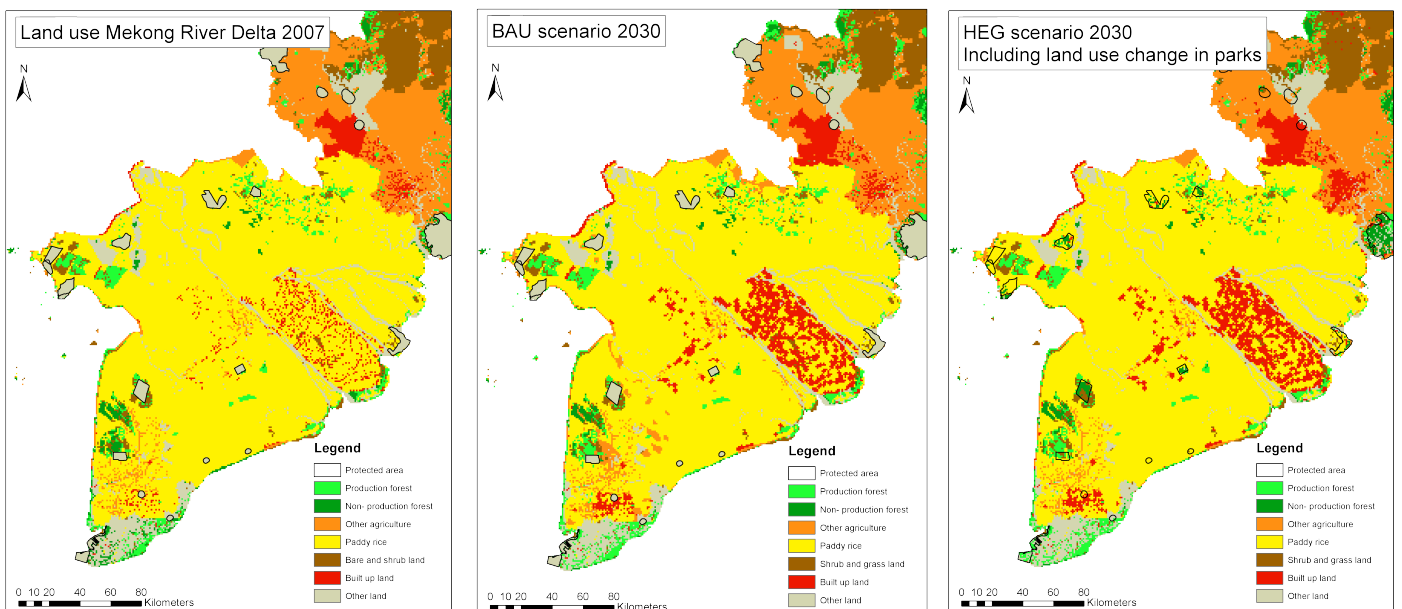 Land use Mekong River Delta 2007
N
Legend
Protected area
Production forest
Non- production forest
Other agriculture
Paddy rice
Bare and shrub land
Built up land
Other land
0 10 20 40 60 80
Kilometers
BAU scenario 2030
N
Legend
Protected area
Production forest
Non- production forest
Other agriculture
Paddy rice
Shrub and grass land
Built up land
Other land
0 10 20 40 60 80
Kilometers
HEG scenario 2030
Including land use change in parks
N
Legend
Protected area
Production forest
Non- production forest
Other agriculture
Paddy rice
Shrub and grass land
Built up land
Other land
0 10 20 40 60 80
Kilometers